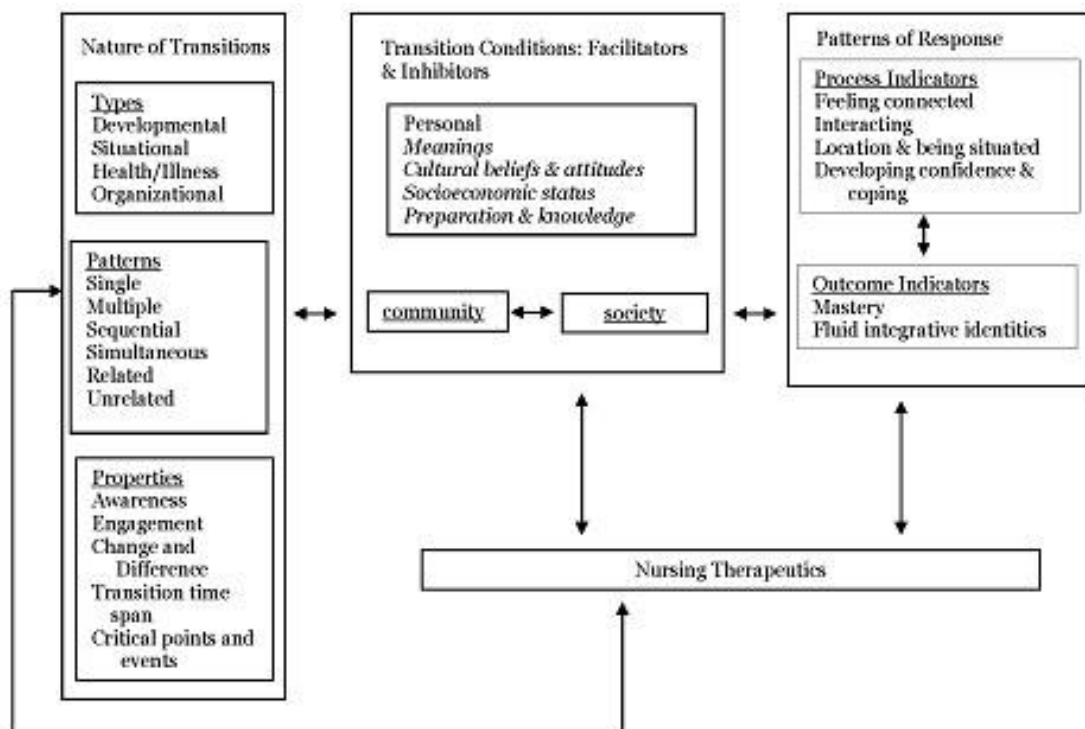 Nature of Transitions
Types
Developmental
Situational
Health/Illness
Organizational
Patterns
Single
Multiple
Sequential
Simultaneous
Related
Unrelated
Properties
Awareness
Engagement
Change and
Difference
Transition time
span
Critical points and
events
Transition Conditions: Facilitators
& Inhibitors
Personal
Meanings
Cultural beliefs & attitudes
Socioeconomic status
Preparation & knowledge
community
society
Patterns of Response
Process Indicators
Feeling connected
Interacting
Location & being situated
Developing confidence &
coping
Outcome Indicators
Mastery
Fluid integrative identities
Nursing Therapeutics